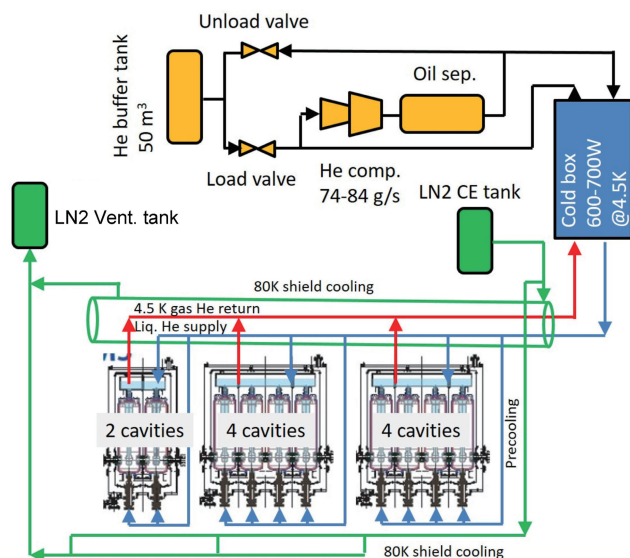 Unload valve
He buffer tank
50 m³
Oil sep.
Load valve
He comp.
74-84 g/s
Cold box
600-700W
@4.5K
LN2 CE tank
LN2 Vent. tank
80K shield cooling
4.5 K gas He return
Liq. He supply
2 cavities
4 cavities
4 cavities
Precooling
80K shield cooling